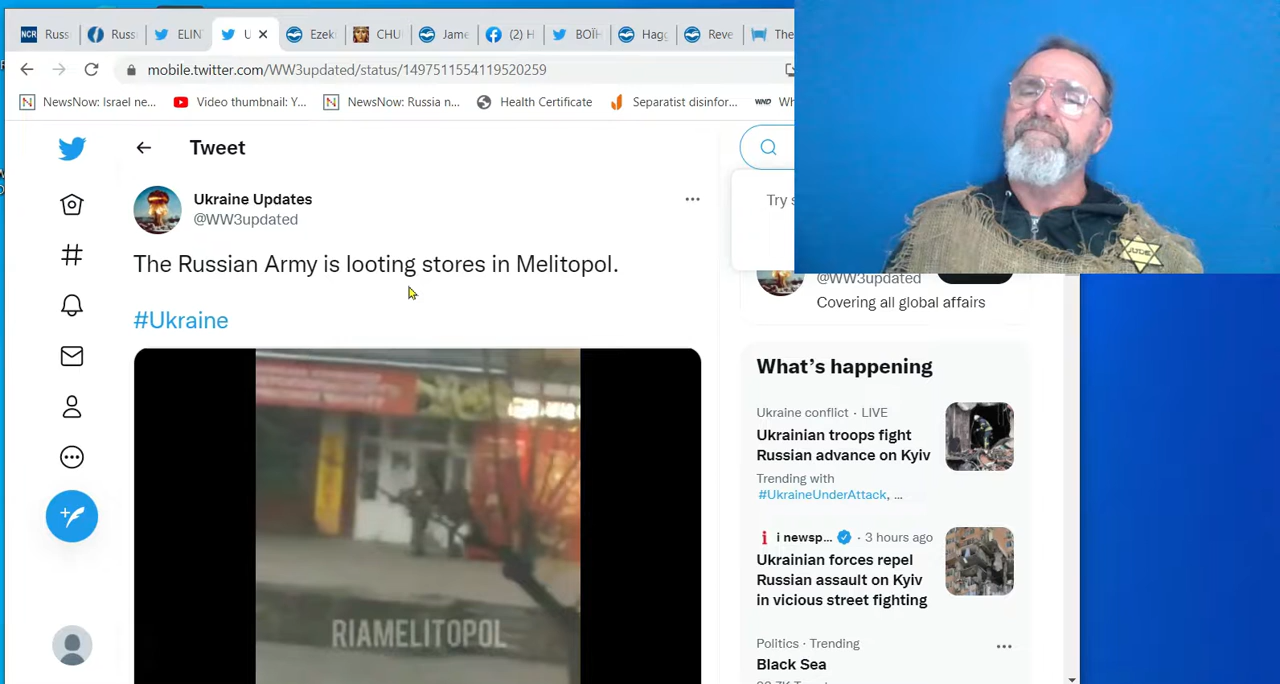 NCR Russ
Russ
ELIN
U
Ezek
CHU
Jame
(2) H
BOЇH
Hagg
Reve
The
mobile.twitter.com/WW3updated/status/1497511554119520259
NewsNow: Israel ne...
Video thumbnail: Y...
NewsNow: Russia n...
Health Certificate
Separatist disinfor...
WND Wh
Tweet
Ukraine Updates
@WW3updated
The Russian Army is looting stores in Melitopol.
#Ukraine
RIAMELITOPOL
Try s
@WW3updated
Covering all global affairs
What's happening
Ukraine conflict · LIVE
Ukrainian troops fight
Russian advance on Kyiv
Trending with
#UkraineUnderAttack, ...
i newsp... · 3 hours ago
Ukrainian forces repel
Russian assault on Kyiv
in vicious street fighting
Politics · Trending
Black Sea